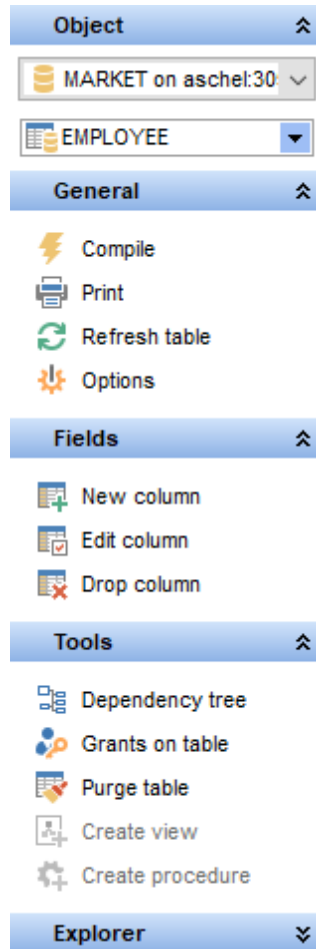 Object
MARKET on aschel:30
EMPLOYEE
General
Compile
Print
Refresh table
Options
Fields
New column
Edit column
Drop column
Tools
Dependency tree
Grants on table
Purge table
Create view
Create procedure
Explorer